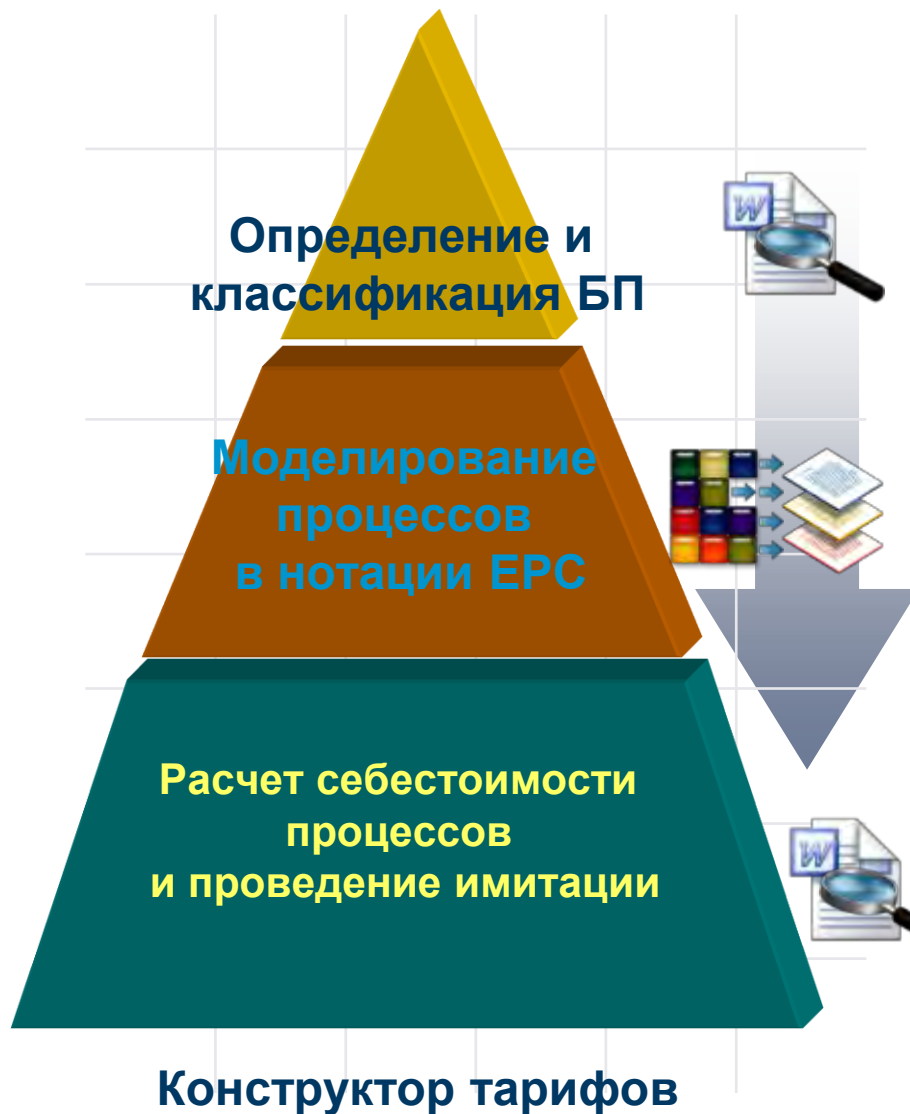 Определение и
классификация БП
W
Моделирование
процессов
в нотации EPC
Расчет себестоимости
процессов
и проведение имитации
W
Конструктор тарифов